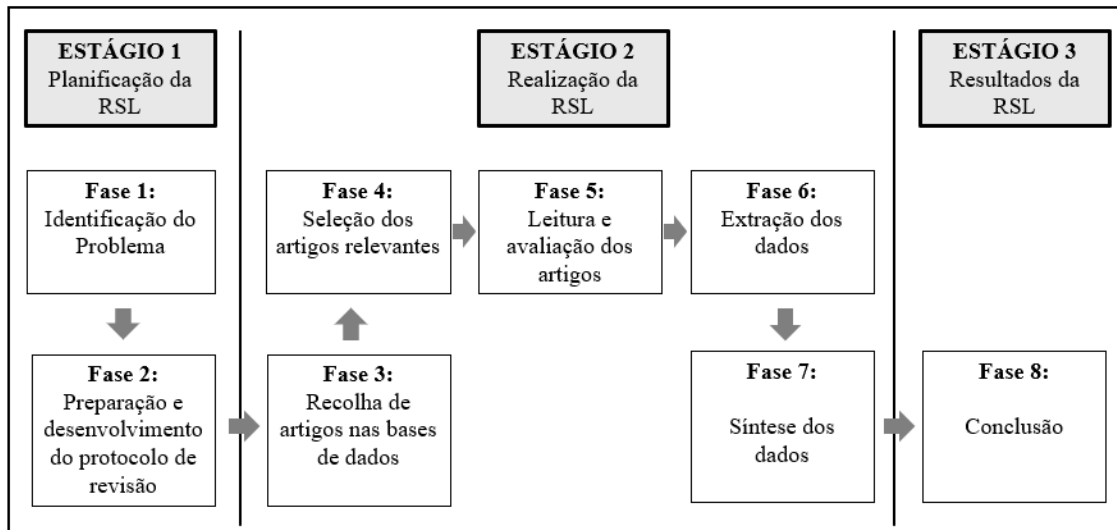 ESTÁGIO 1
Planificação da
RSL
ESTÁGIO 2
Realização da
RSL
ESTÁGIO 3
Resultados da
RSL
Fase 1:
Identificação do
Problema
Fase 2:
Preparação e
desenvolvimento
do protocolo de
revisão
Fase 3:
Recolha de
artigos nas bases
de dados
Fase 4:
Seleção dos
artigos relevantes
Fase 5:
Leitura e
avaliação dos
artigos
Fase 6:
Extração dos
dados
Fase 7:
Síntese dos
dados
Fase 8:
Conclusão